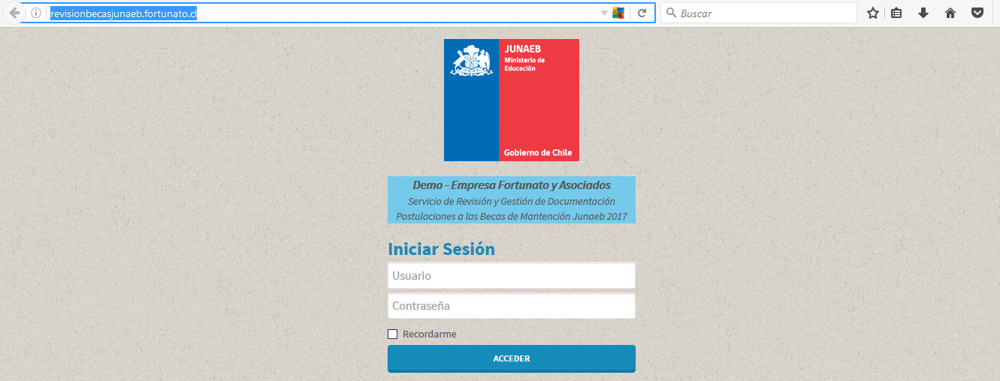 revisionbecasjunaeb.fortunato.cl
Buscar
JUNAEB
Ministerio de
Educación
Gobierno de Chile
Demo - Empresa Fortunato y Asociados
Servicio de Revisión y Gestión de Documentación
Postulaciones a las Becas de Mantención Junaeb 2017
Iniciar Sesión
Usuario
Contraseña
Recordarme
ACCEDER